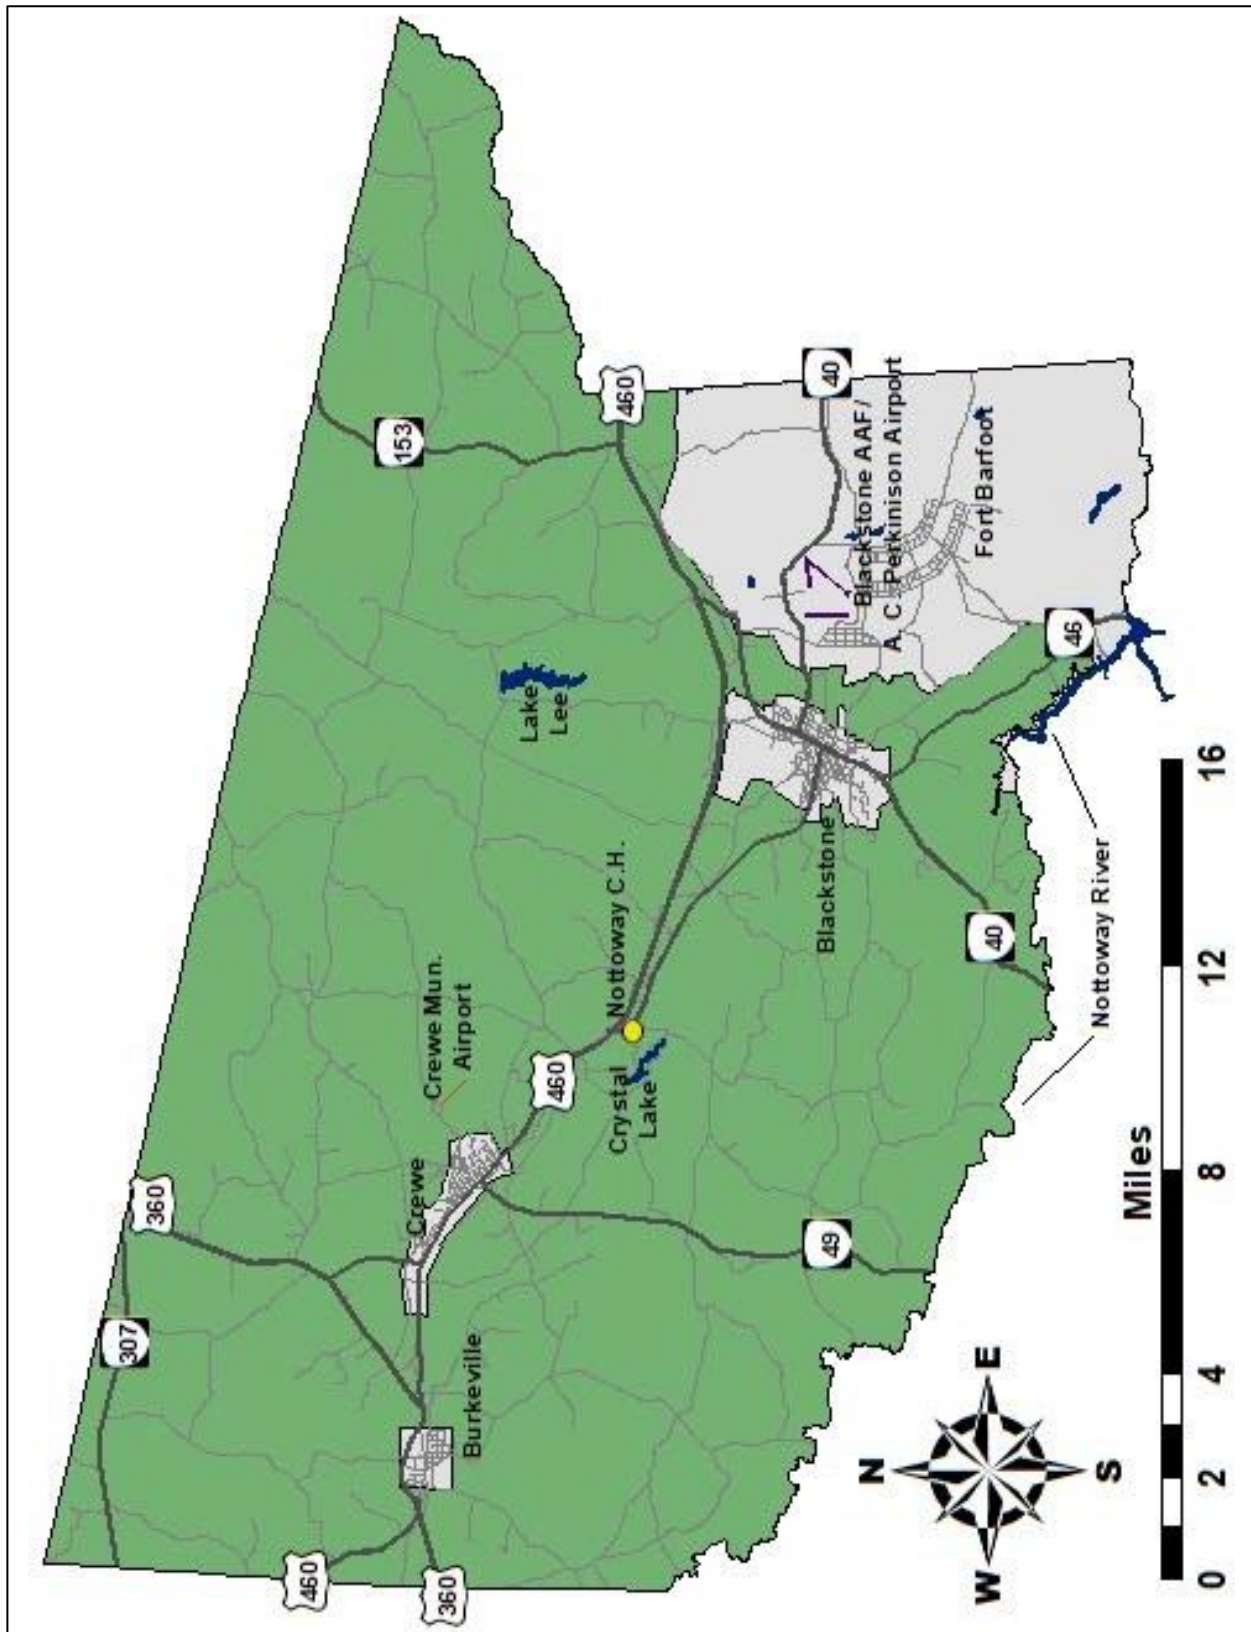 307
360
460
153
360
Crewe
Crewe Mun.
Airport
Burkeville
Lake
Lee
460
Crystal
Lake
Nottoway C.H.
460
49
Blackstone
40
Blackstone AAF/
A. C. Perkinison Airport
Fort Barfoot
40
46
Nottoway River
N
W E
S
Miles
0 2 4 8 12 16